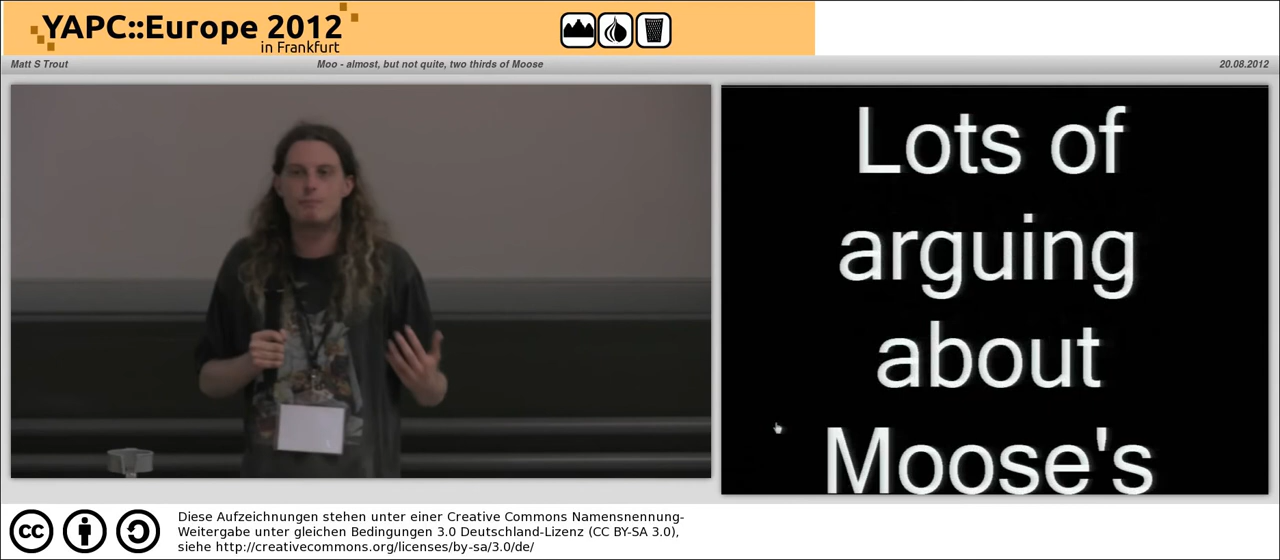 YAPC::Europe 2012
in Frankfurt
Matt S Trout
Moo - almost, but not quite, two thirds of Moose
20.08.2012
Lots of
arguing
about
Moose's
cc
Diese Aufzeichnungen stehen unter einer Creative Commons Namensnennung-
Weitergabe unter gleichen Bedingungen 3.0 Deutschland-Lizenz (CC BY-SA 3.0),
siehe http://creativecommons.org/licenses/by-sa/3.0/de/